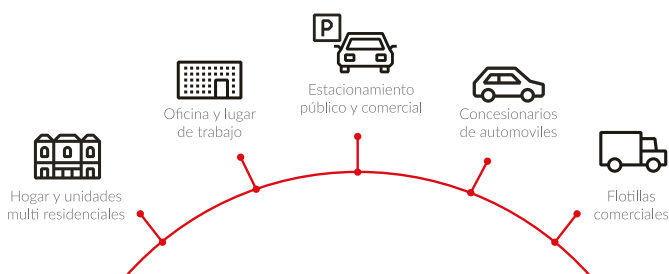 P
Estacionamiento
público y comercial
Oficina y lugar
de trabajo
Concesionarios
de automoviles
Hogar y unidades
multi residenciales
Flotillas
comerciales